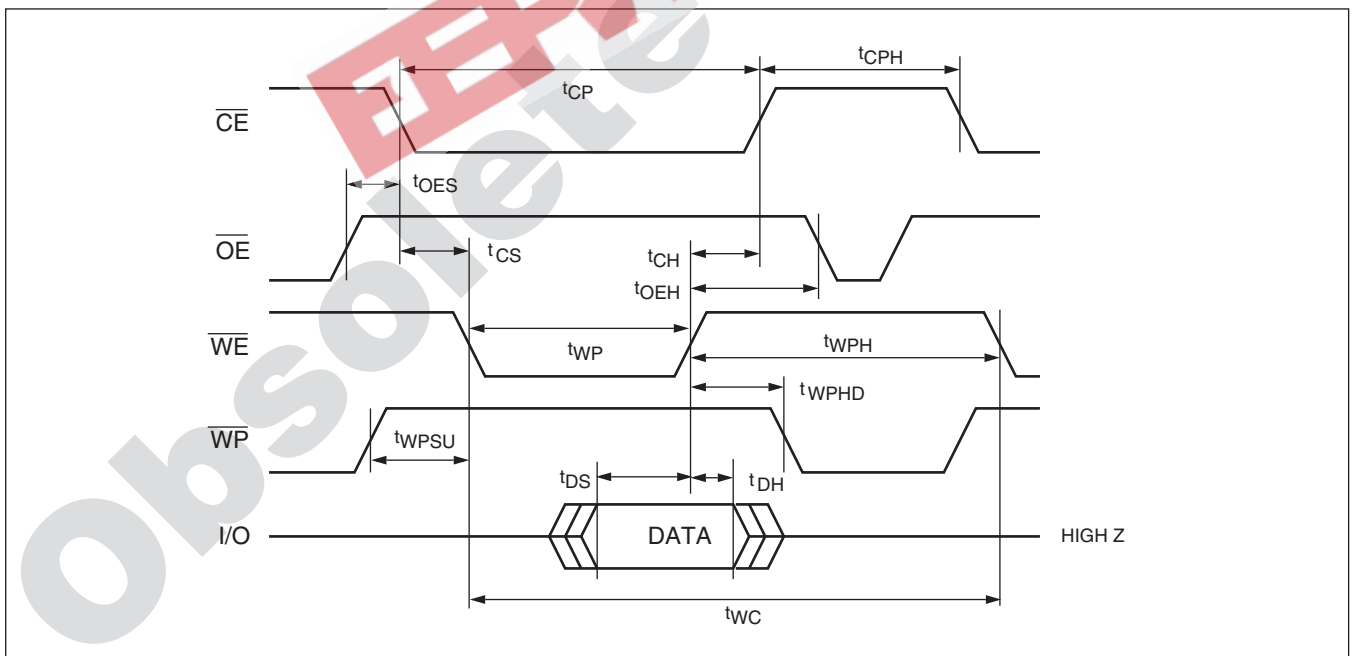 tCPH
tCP
CE
tOES
OE
tCS
tCH
tOEH
WE
tWP
tWPH
tWPHD
WP
tWPSU
tDS
tDH
I/O
DATA
HIGH Z
tWC
Obsolete